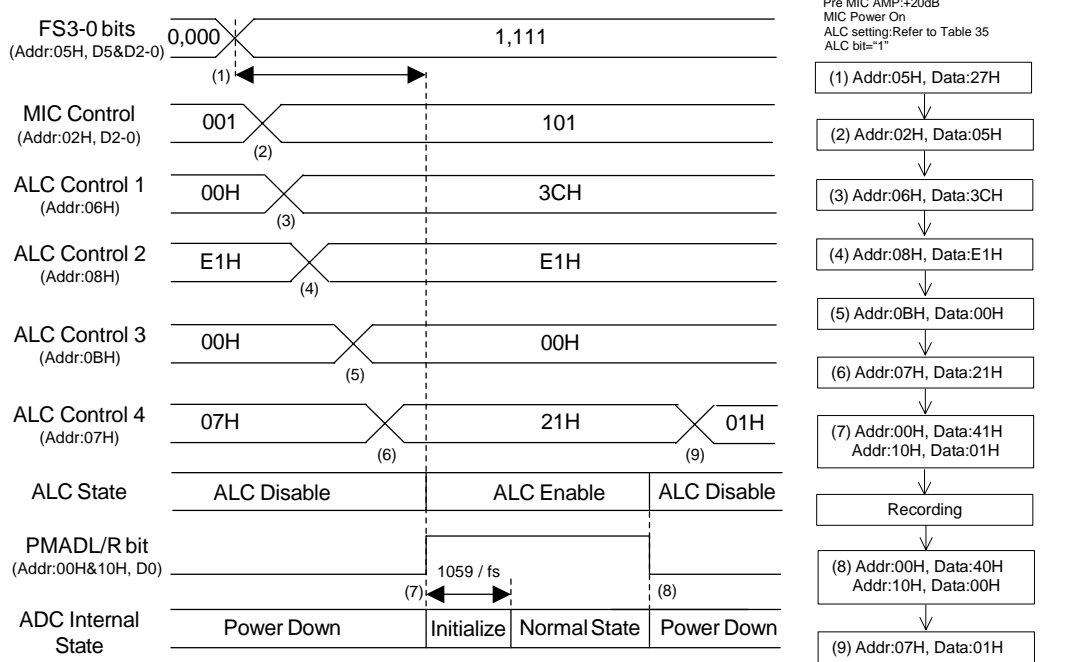 FS3-0 bits
(Addr:05H, D5&D2-0)
0,000
1,111
(1)
MIC Control
(Addr:02H, D2-0)
001
101
(2)
ALC Control 1
(Addr:06H)
00H
3CH
(3)
ALC Control 2
(Addr:08H)
E1H
E1H
(4)
ALC Control 3
(Addr:0BH)
00H
00H
(5)
ALC Control 4
(Addr:07H)
07H
21H
01H
(6)
(9)
ALC State
ALC Disable
ALC Enable
ALC Disable
PMADL/R bit
(Addr:00H&10H, D0)
1059 / fs
(7)
(8)
ADC Internal
State
Power Down
Initialize
Normal State
Power Down
Pre MIC AMP:+20dB
MIC Power On
ALC setting:Refer to Table 35
ALC bit="1"
(1) Addr:05H, Data:27H
(2) Addr:02H, Data:05H
(3) Addr:06H, Data:3CH
(4) Addr:08H, Data:E1H
(5) Addr:0BH, Data:00H
(6) Addr:07H, Data:21H
(7) Addr:00H, Data:41H
Addr:10H, Data:01H
Recording
(8) Addr:00H, Data:40H
Addr:10H, Data:00H
(9) Addr:07H, Data:01H